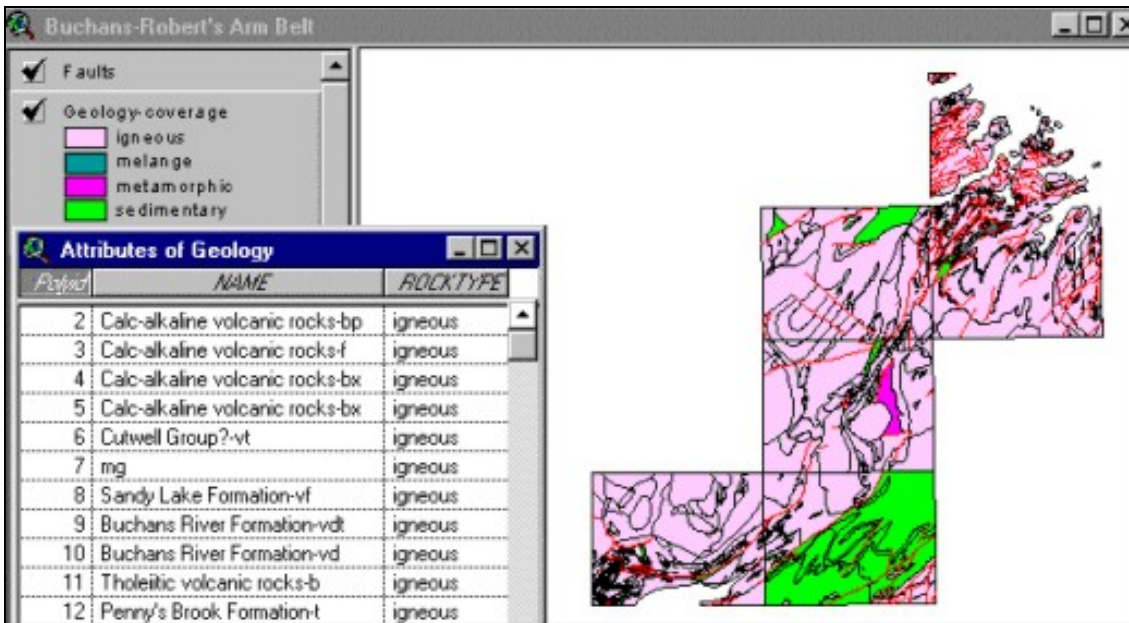 Buchans-Robert's Arm Belt
Faults
Geology-coverage
igneous
melange
metamorphic
sedimentary
Attributes of Geology
Polyid NAME ROCKTYPE
2 Calc-alkaline volcanic rocks-bp igneous
3 Calc-alkaline volcanic rocks-f igneous
4 Calc-alkaline volcanic rocks-bx igneous
5 Calc-alkaline volcanic rocks-bx igneous
6 Cutwell Group?-vt igneous
7 mg igneous
8 Sandy Lake Formation-vf igneous
9 Buchans River Formation-vdt igneous
10 Buchans River Formation-vd igneous
11 Tholeiitic volcanic rocks-b igneous
12 Penny's Brook Formation-t igneous